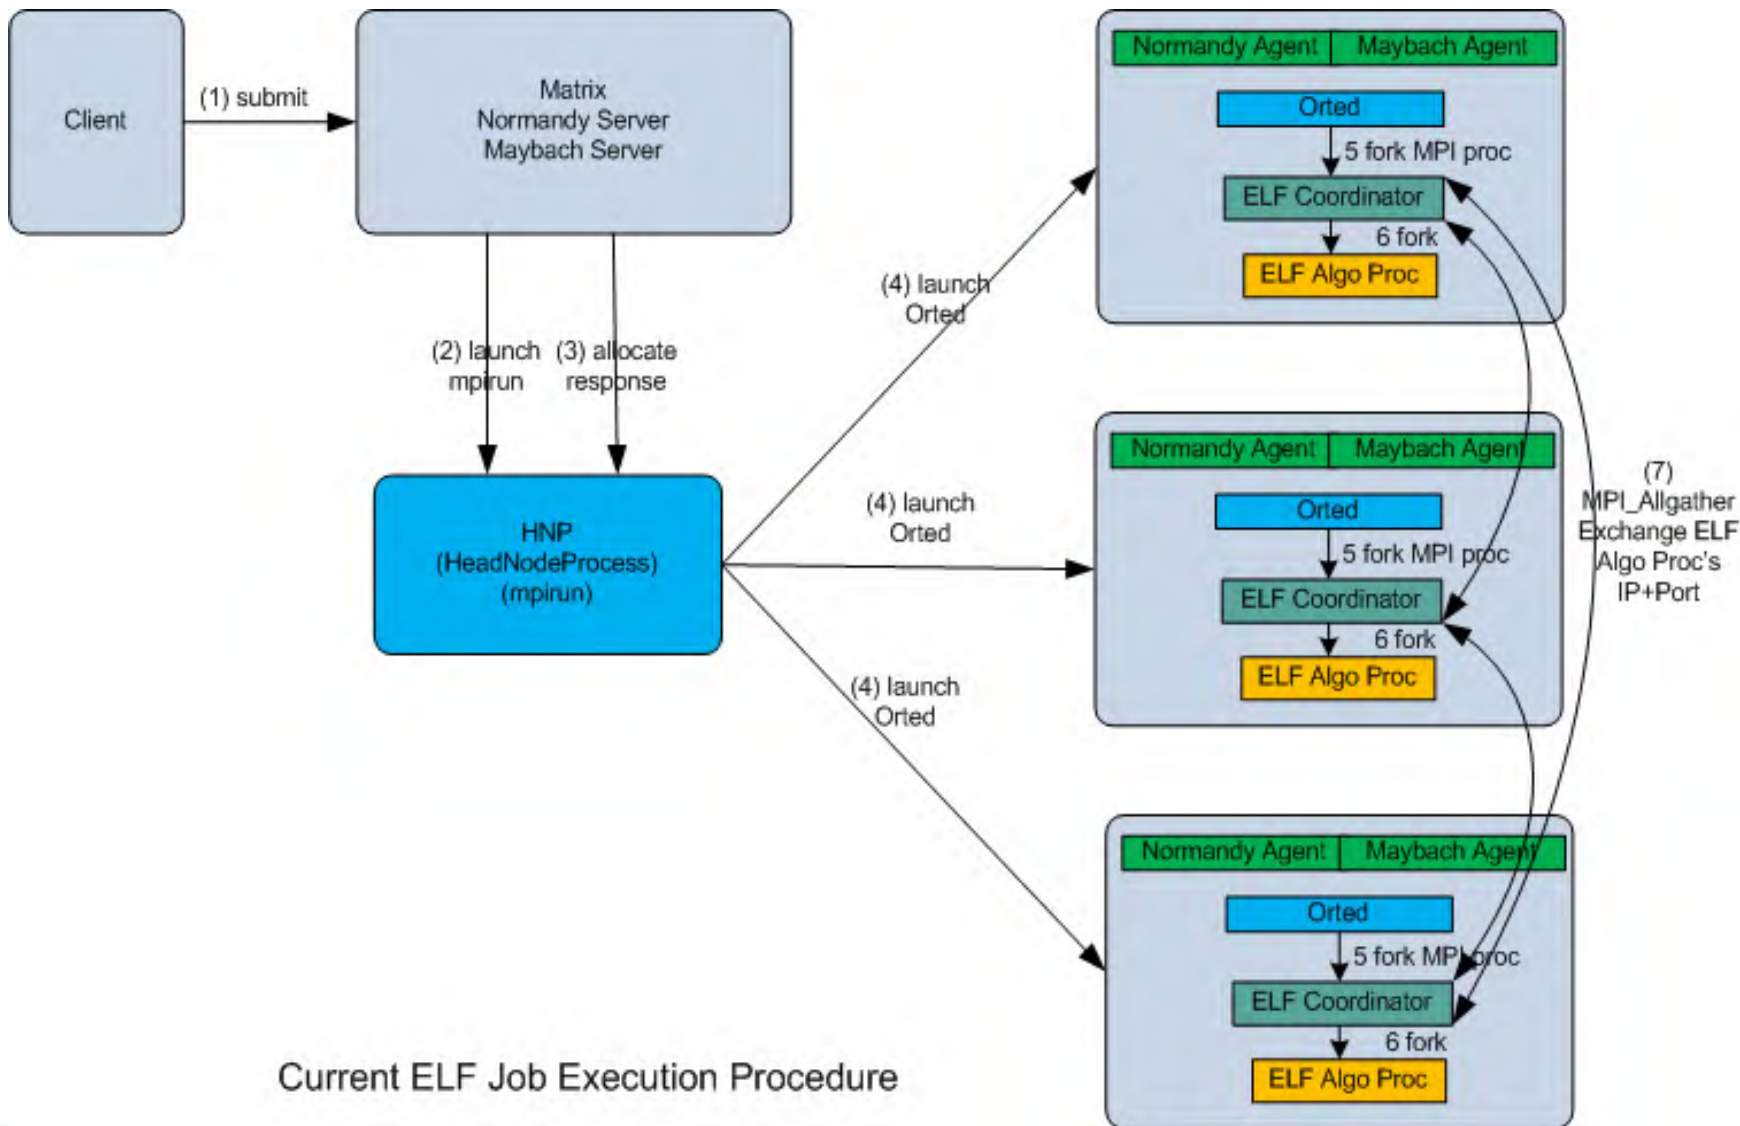 Client
(1) submit
Matrix
Normandy Server
Maybach Server
(2) launch
mpirun
(3) allocate
response
HNP
(HeadNodeProcess)
(mpirun)
(4) launch
Orted
(4) launch
Orted
(4) launch
Orted
Normandy Agent
Maybach Agent
Orted
5 fork MPI proc
ELF Coordinator
6 fork
ELF Algo Proc
Normandy Agent
Maybach Agent
Orted
5 fork MPI proc
ELF Coordinator
6 fork
ELF Algo Proc
(7)
MPI_Allgather
Exchange ELF
Algo Proc's
IP+Port
Normandy Agent
Maybach Agent
Orted
5 fork MPI proc
ELF Coordinator
6 fork
ELF Algo Proc
Current ELF Job Execution Procedure